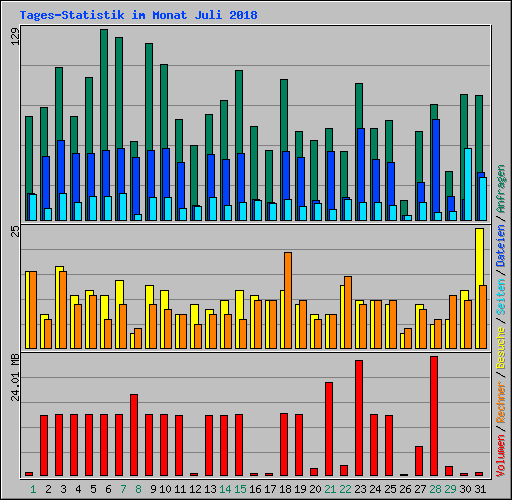 Tages-Statistik im Monat Juli 2018
129
25
24.01 MB
Volumen / Rechner / Besuche / Seiten / Dateien / Anfragen
1 2 3 4 5 6 7 8 9 10 11 12 13 14 15 16 17 18 19 20 21 22 23 24 25 26 27 28 29 30 31